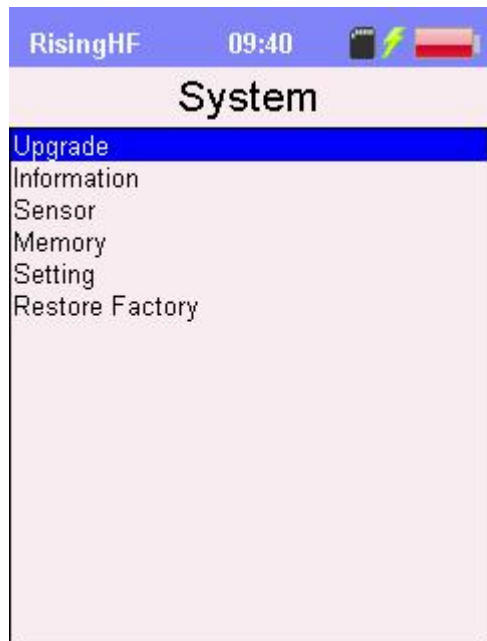 RisingHF 09:40
System
Upgrade
Information
Sensor
Memory
Setting
Restore Factory